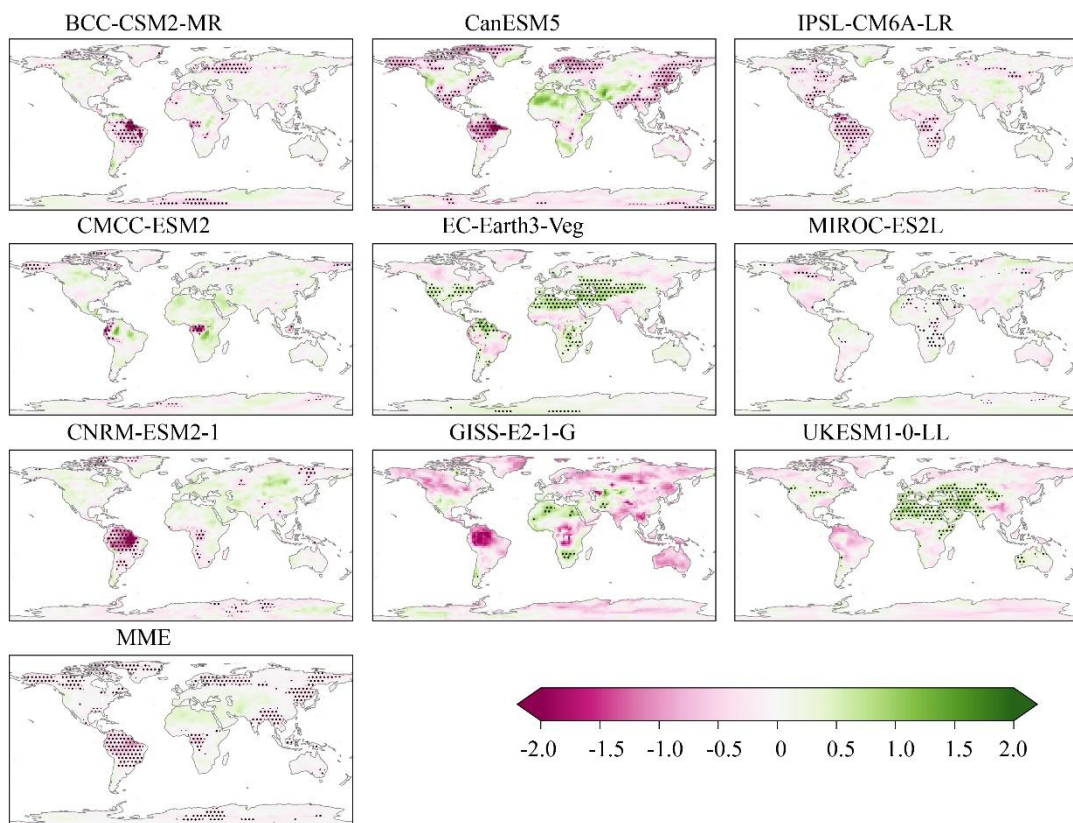 BCC-CSM2-MR CanESM5 IPSL-CM6A-LR
CMCC-ESM2 EC-Earth3-Veg MIROC-ES2L
CNRM-ESM2-1 GISS-E2-1-G UKESM1-0-LL
MME
-2.0 -1.5 -1.0 -0.5 0 0.5 1.0 1.5 2.0